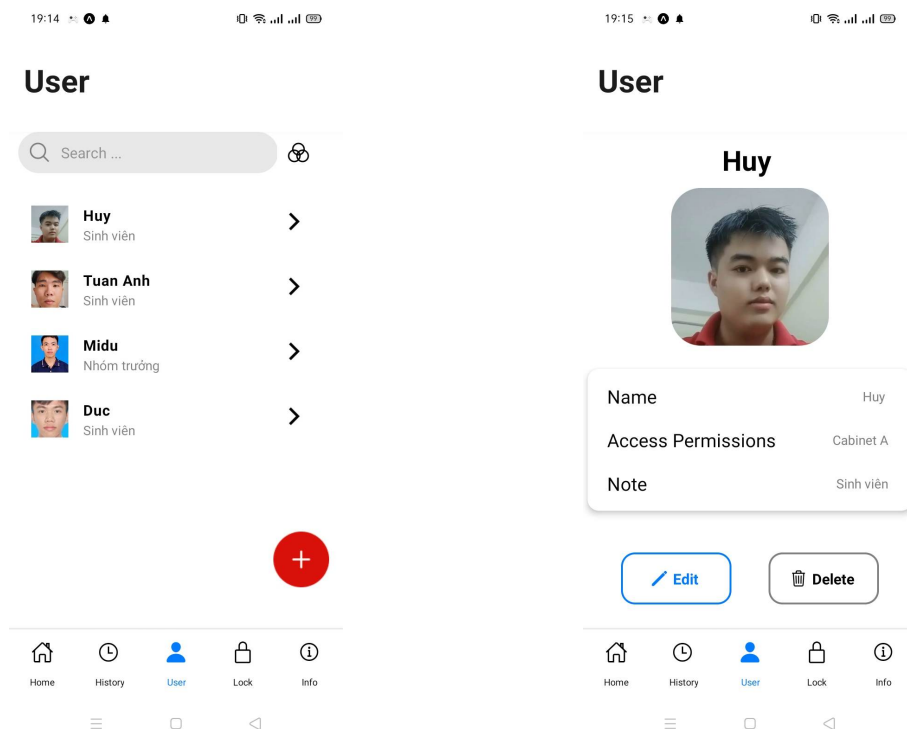 19:14
99
User
Search ...
Huy
Sinh viên
Tuan Anh
Sinh viên
Midu
Nhóm trưởng
Duc
Sinh viên
Home History User Lock Info
19:15
99
User
Huy
Name Huy
Access Permissions Cabinet A
Note Sinh viên
Edit Delete
Home History User Lock Info